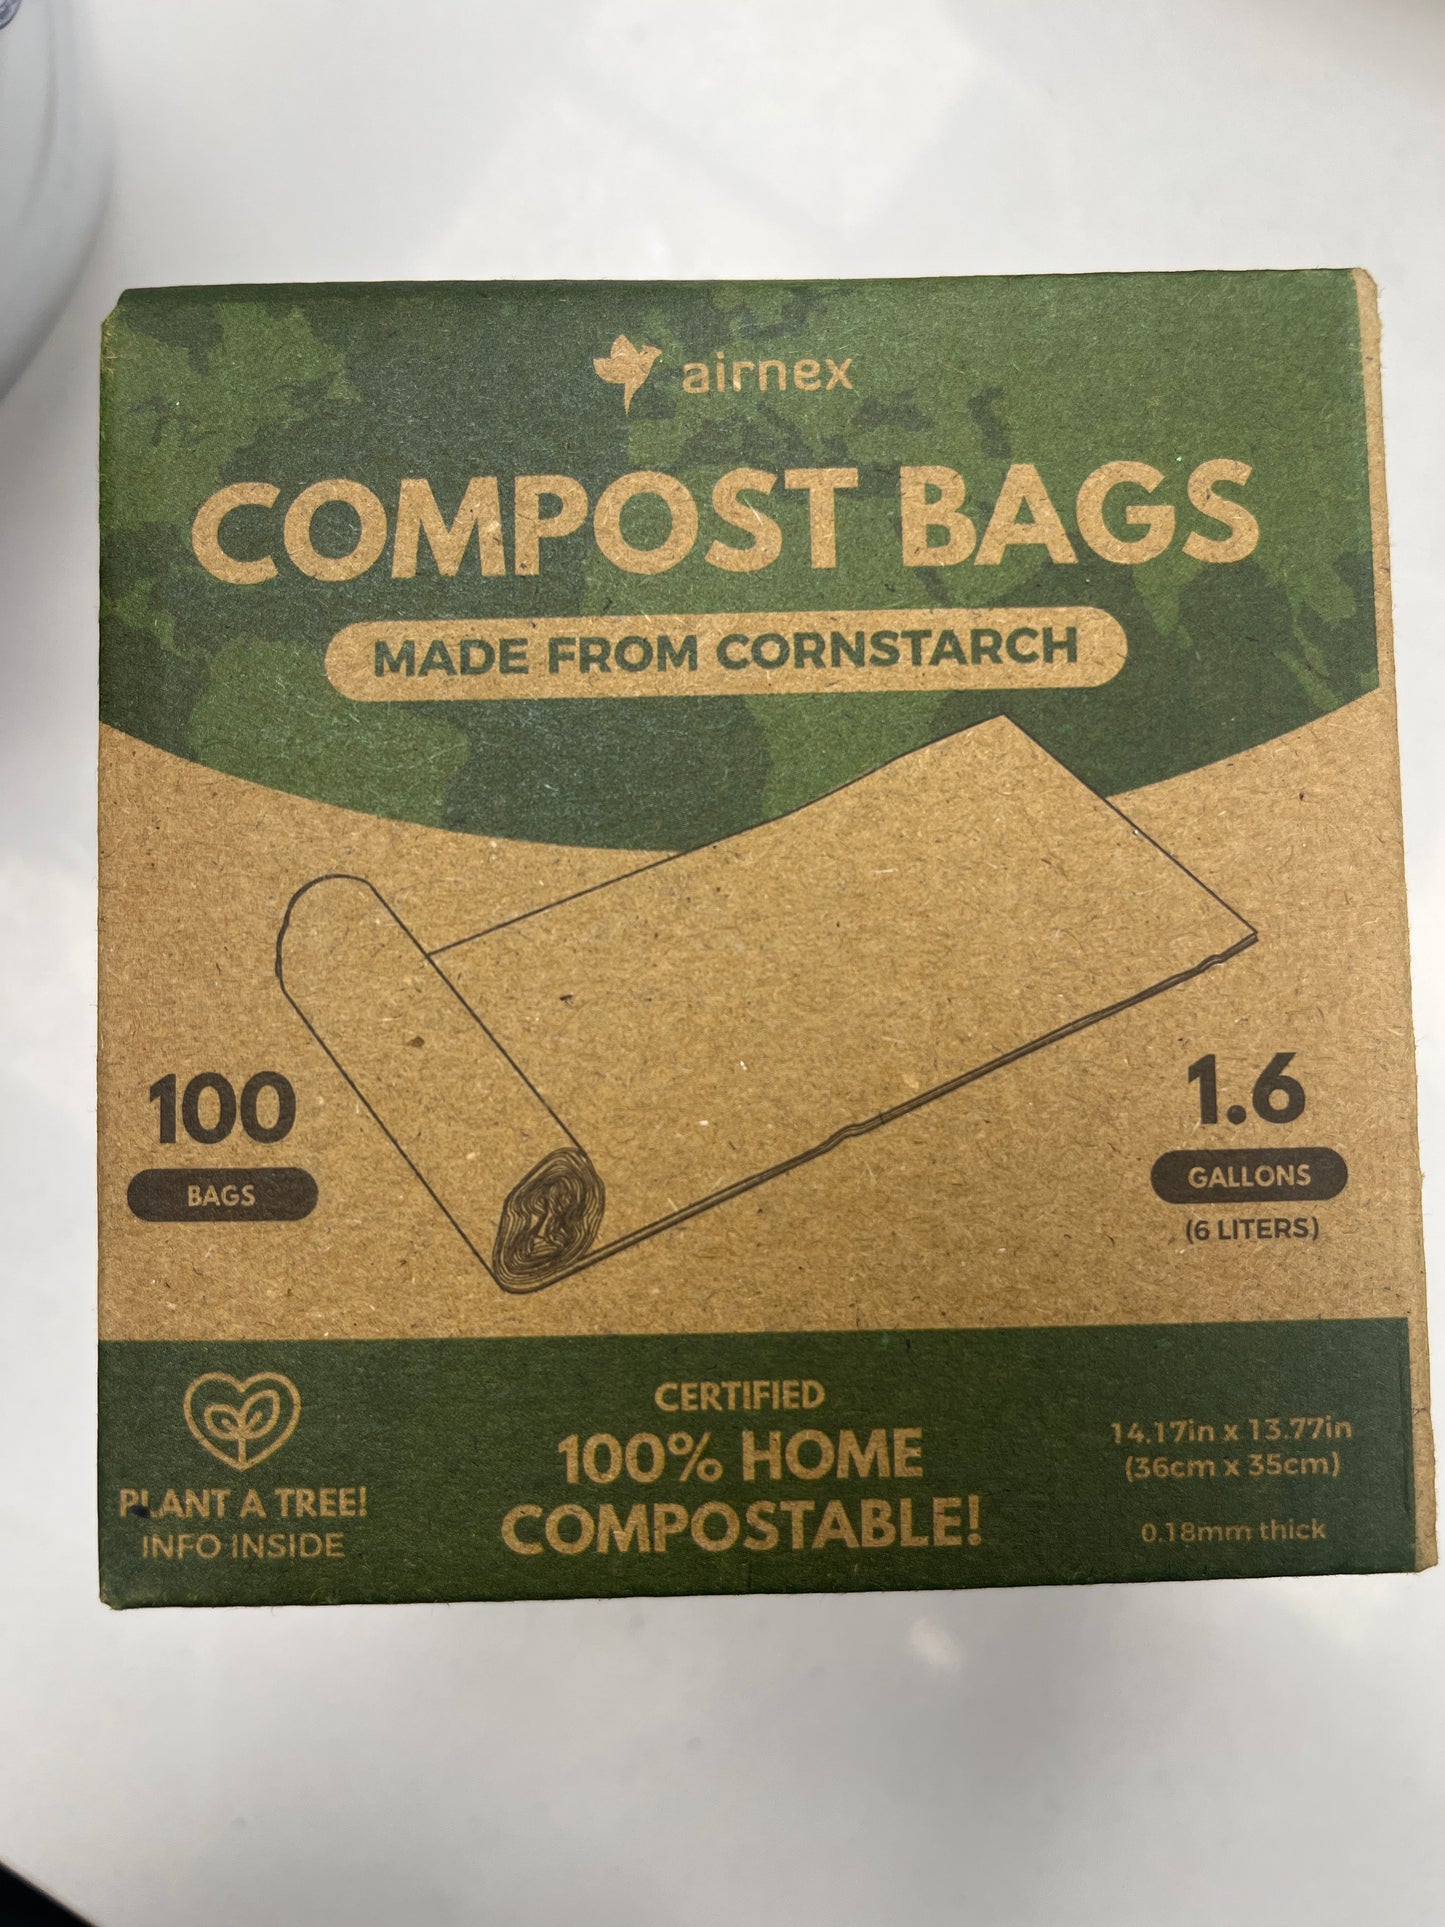 airnex
COMPOST BAGS
MADE FROM CORNSTARCH
100
BAGS
1.6
GALLONS
(6 LITERS)
PLANT A TREE!
INFO INSIDE
CERTIFIED
100% HOME
COMPOSTABLE!
14.17in x 13.77in
(36cm x 35cm)
0.18mm thick